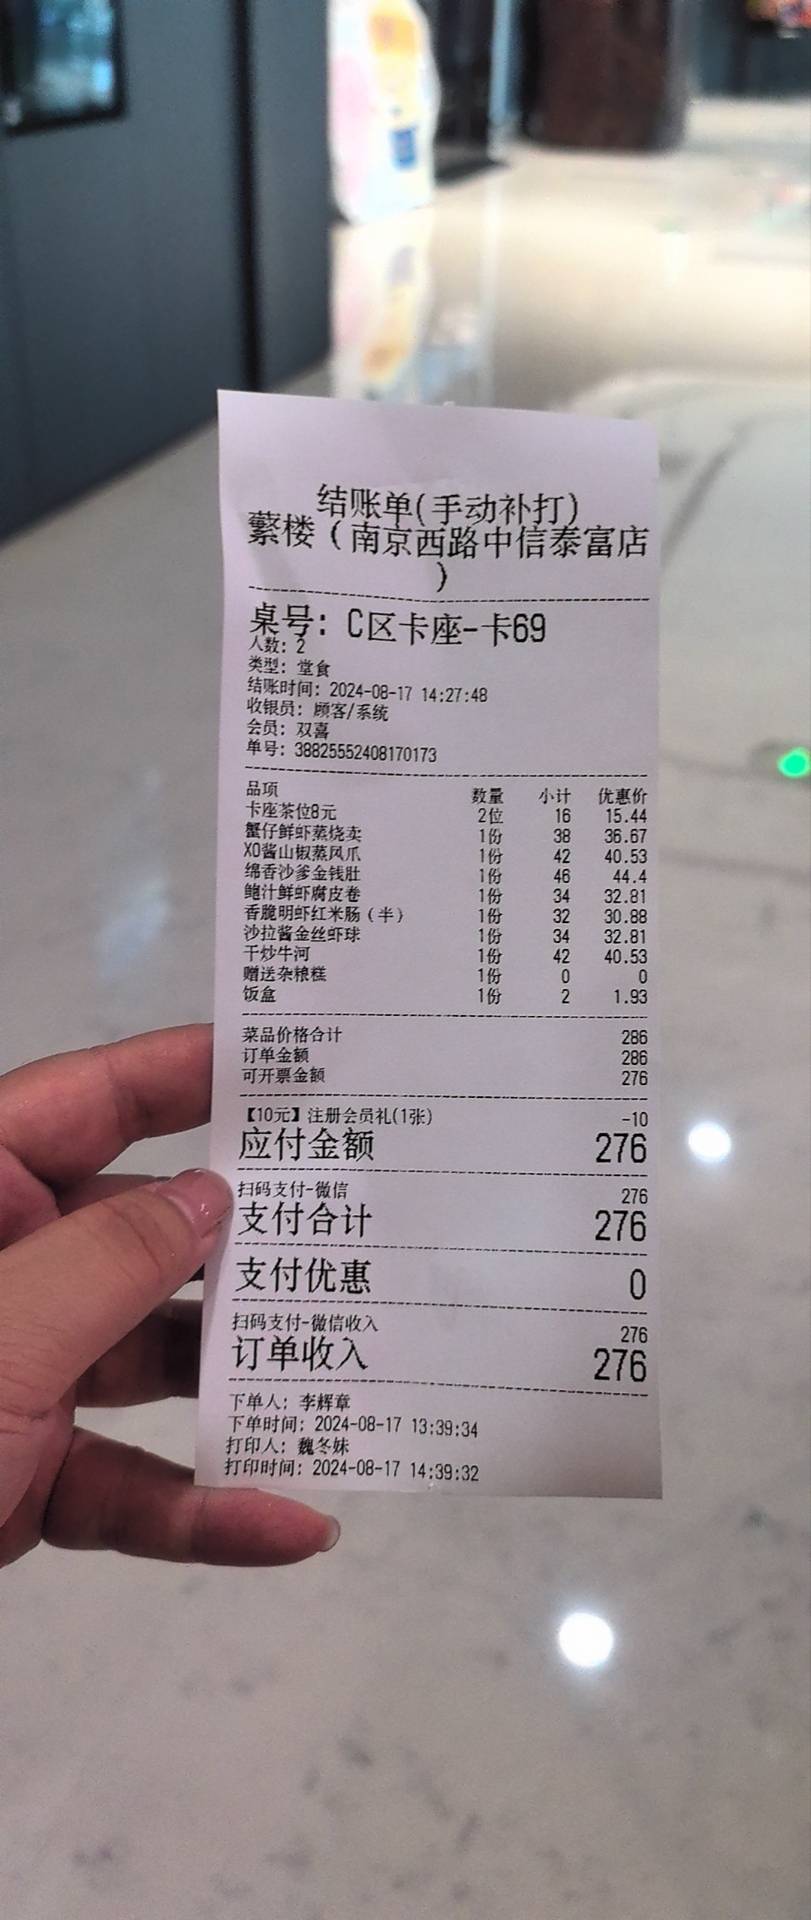 结账单(手动补打)
蘩楼（南京西路中信泰富店
）
桌号: C区卡座-卡69
人数: 2
类型: 堂食
结账时间: 2024-08-17 14:27:48
收银员: 顾客/系统
会员: 双喜
单号: 38825552408170173
品项 数量 小计 优惠价
卡座茶位8元 2位 16 15.44
蟹仔鲜虾蒸烧卖 1份 38 36.67
XO酱山椒蒸凤爪 1份 42 40.53
绵香沙爹金钱肚 1份 46 44.4
鲍汁鲜虾腐皮卷 1份 34 32.81
香脆明虾红米肠（半） 1份 32 30.88
沙拉酱金丝虾球 1份 34 32.81
干炒牛河 1份 42 40.53
赠送杂粮糕 1份 0 0
饭盒 1份 2 1.93
菜品价格合计 286
订单金额 286
可开票金额 276
【10元】注册会员礼(1张) -10
应付金额 276
扫码支付-微信 276
支付合计 276
支付优惠 0
扫码支付-微信收入 276
订单收入 276
下单人: 李辉章
下单时间: 2024-08-17 13:39:34
打印人: 魏冬妹
打印时间: 2024-08-17 14:39:32